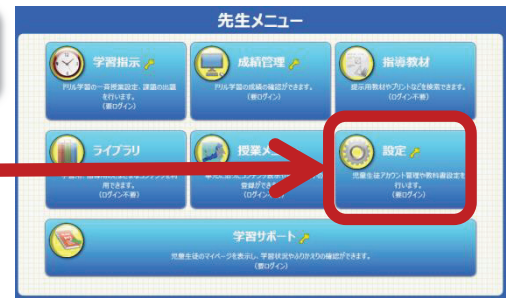 先生メニュー
学習指示
ドリル学習の一斉授業設定、課題の出題
を行います。
(要ログイン)
成績管理
ドリル学習の成績の確認ができます。
(要ログイン)
指導教材
提示用教材やプリントなどを検索できます。
(ログイン不要)
ライブラリ
用できます。
(ログイン不要)
授業メ
登録ができ
(ログイン
設定
児童生徒アカウント管理や教科書設定を
行います。
(要ログイン)
学習サポート
児童生徒のマイページを表示し、学習状況やふりかえりの確認ができます。
(要ログイン)